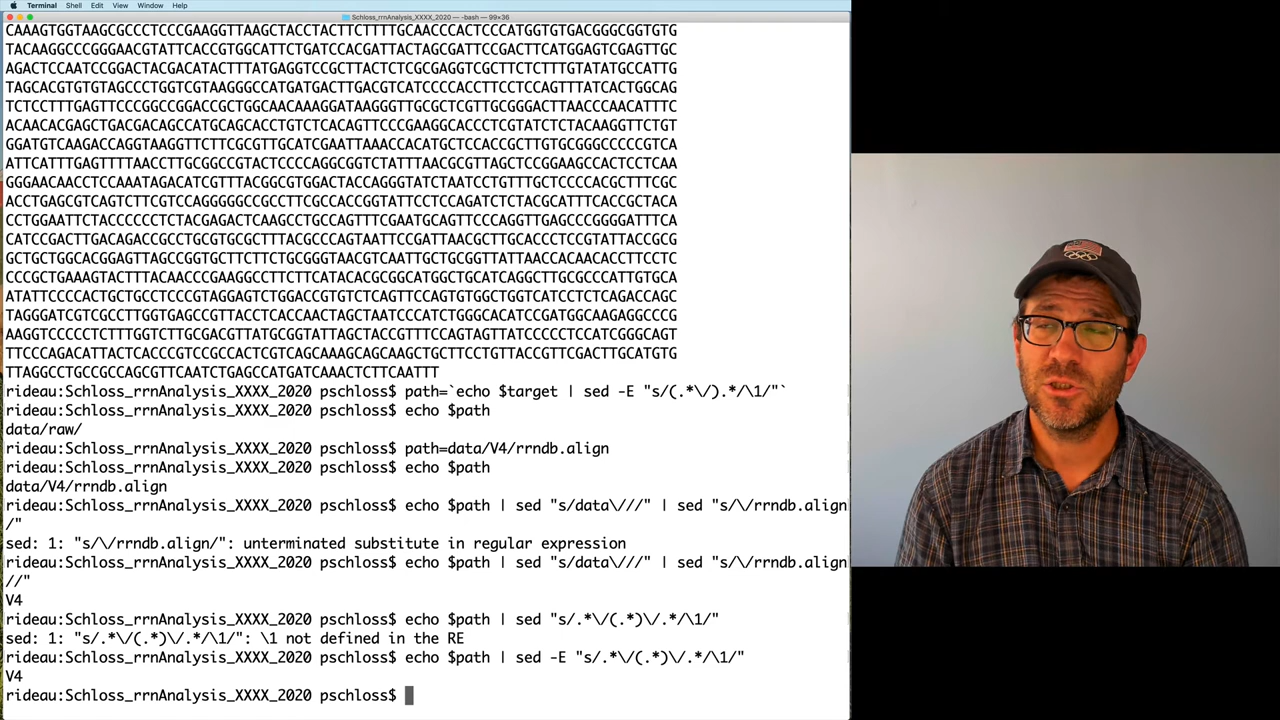 Terminal Shell Edit View Window Help
Schloss_rrnAnalysis_XXXX_2020 — -bash — 99×36
CAAAGTGGTAAGCGCCCTCCCGAAGGTTAAGCTACCTACTTCTTTTGCAACCCACTCCCATGGTGTGACGGGCGGTGTG
TACAAGGCCCGGGAACGTATTCACCGTGGCATTCTGATCCACGATTACTAGCGATTCCGACTTCATGGAGTCGAGTTGC
AGACTCCAATCCGGACTACGACATACTTTATGAGGTCCGCTTACTCTCGCGAGGTCGCTTCTCTTTGTATATGCCATTG
TAGCACGTGTGTAGCCCTGGTCGTAAGGGCCATGATGACTTGACGTCATCCCCACCTTCCTCCAGTTTATCACTGGCAG
TCTCCTTTGAGTTCCCGGCCGGACCGCTGGCAACAAAGGATAAGGGTTGCGCTCGTTGCGGGACTTAACCCAACATTTC
ACAACACGAGCTGACGACAGCCATGCAGCACCTGTCTCACAGTTCCCGAAGGCACCCTCGTATCTCTACAAGGTTCTGT
GGATGTCAAGACCAGGTAAGGTTCTTCGCGTTGCATCGAATTAAACCACATGCTCCACCGCTTGTGCGGGCCCCCGTCA
ATTCATTTGAGTTTTAACCTTGCGGCCGTACTCCCCAGGCGGTCTATTTAACGCGTTAGCTCCGGAAGCCACTCCTCAA
GGGAACAACCTCCAAATAGACATCGTTTACGGCGTGGACTACCAGGGTATCTAATCCTGTTTGCTCCCCACGCTTTCGC
ACCTGAGCGTCAGTCTTCGTCCAGGGGGCCGCCTTCGCCACCGGTATTCCTCCAGATCTCTACGCATTTCACCGCTACA
CCTGGAATTCTACCCCCCTCTACGAGACTCAAGCCTGCCAGTTTCGAATGCAGTTCCCAGGTTGAGCCCGGGGATTTCA
CATCCGACTTGACAGACCGCCTGCGTGCGCTTTACGCCCAGTAATTCCGATTAACGCTTGCACCCTCCGTATTACCGCG
GCTGCTGGCACGGAGTTAGCCGGTGCTTCTTCTGCGGGTAACGTCAATTGCTGCGGTTATTAACCACAACACCTTCCTC
CCCGCTGAAAGTACTTTACAACCCGAAGGCCTTCTTCATACACGCGGCATGGCTGCATCAGGCTTGCGCCCATTGTGCA
ATATTCCCCACTGCTGCCTCCCGTAGGAGTCTGGACCGTGTCTCAGTTCCAGTGTGGCTGGTCATCCTCTCAGACCAGC
TAGGGATCGTCGCCTTGGTGAGCCGTTACCTCACCAACTAGCTAATCCCATCTGGGCACATCCGATGGCAAGAGGCCCG
AAGGTCCCCCTCTTTGGTCTTGCGACGTTATGCGGTATTAGCTACCGTTTCCAGTAGTTATCCCCCTCCATCGGGCAGT
TTCCCAGACATTACTCACCCGTCCGCCACTCGTCAGCAAAGCAGCAAGCTGCTTCCTGTTACCGTTCGACTTGCATGTG
TTAGGCCTGCCGCCAGCGTTCAATCTGAGCCATGATCAAACTCTTCAATTT
rideau:Schloss_rrnAnalysis_XXXX_2020 pschloss$ path=`echo $target | sed -E "s/(.*\/).*/\1/"`
rideau:Schloss_rrnAnalysis_XXXX_2020 pschloss$ echo $path
data/raw/
rideau:Schloss_rrnAnalysis_XXXX_2020 pschloss$ path=data/V4/rrndb.align
rideau:Schloss_rrnAnalysis_XXXX_2020 pschloss$ echo $path
data/V4/rrndb.align
rideau:Schloss_rrnAnalysis_XXXX_2020 pschloss$ echo $path | sed "s/data\///" | sed "s/\/rrndb.align
/"
sed: 1: "s/\/rrndb.align/": unterminated substitute in regular expression
rideau:Schloss_rrnAnalysis_XXXX_2020 pschloss$ echo $path | sed "s/data\///" | sed "s/\/rrndb.align
//"
V4
rideau:Schloss_rrnAnalysis_XXXX_2020 pschloss$ echo $path | sed "s/.*\/(.*)\/.*/\1/"
sed: 1: "s/.*\/(.*)\/.*/\1/": \1 not defined in the RE
rideau:Schloss_rrnAnalysis_XXXX_2020 pschloss$ echo $path | sed -E "s/.*\/(.*)\/.*/\1/"
V4
rideau:Schloss_rrnAnalysis_XXXX_2020 pschloss$